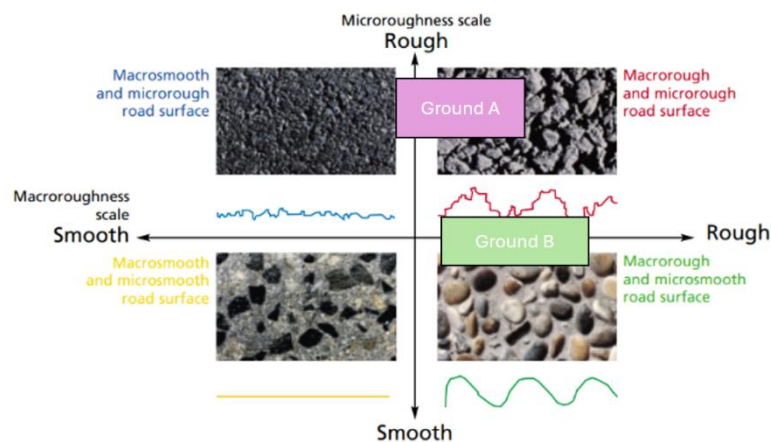 Microroughness scale
Rough
Macrosmooth
and microrough
road surface
Ground A
Macrorough
and microrough
road surface
Macroroughness
scale
Smooth
Ground B
Rough
Macrosmooth
and microsmooth
road surface
Macrorough
and microsmooth
road surface
Smooth